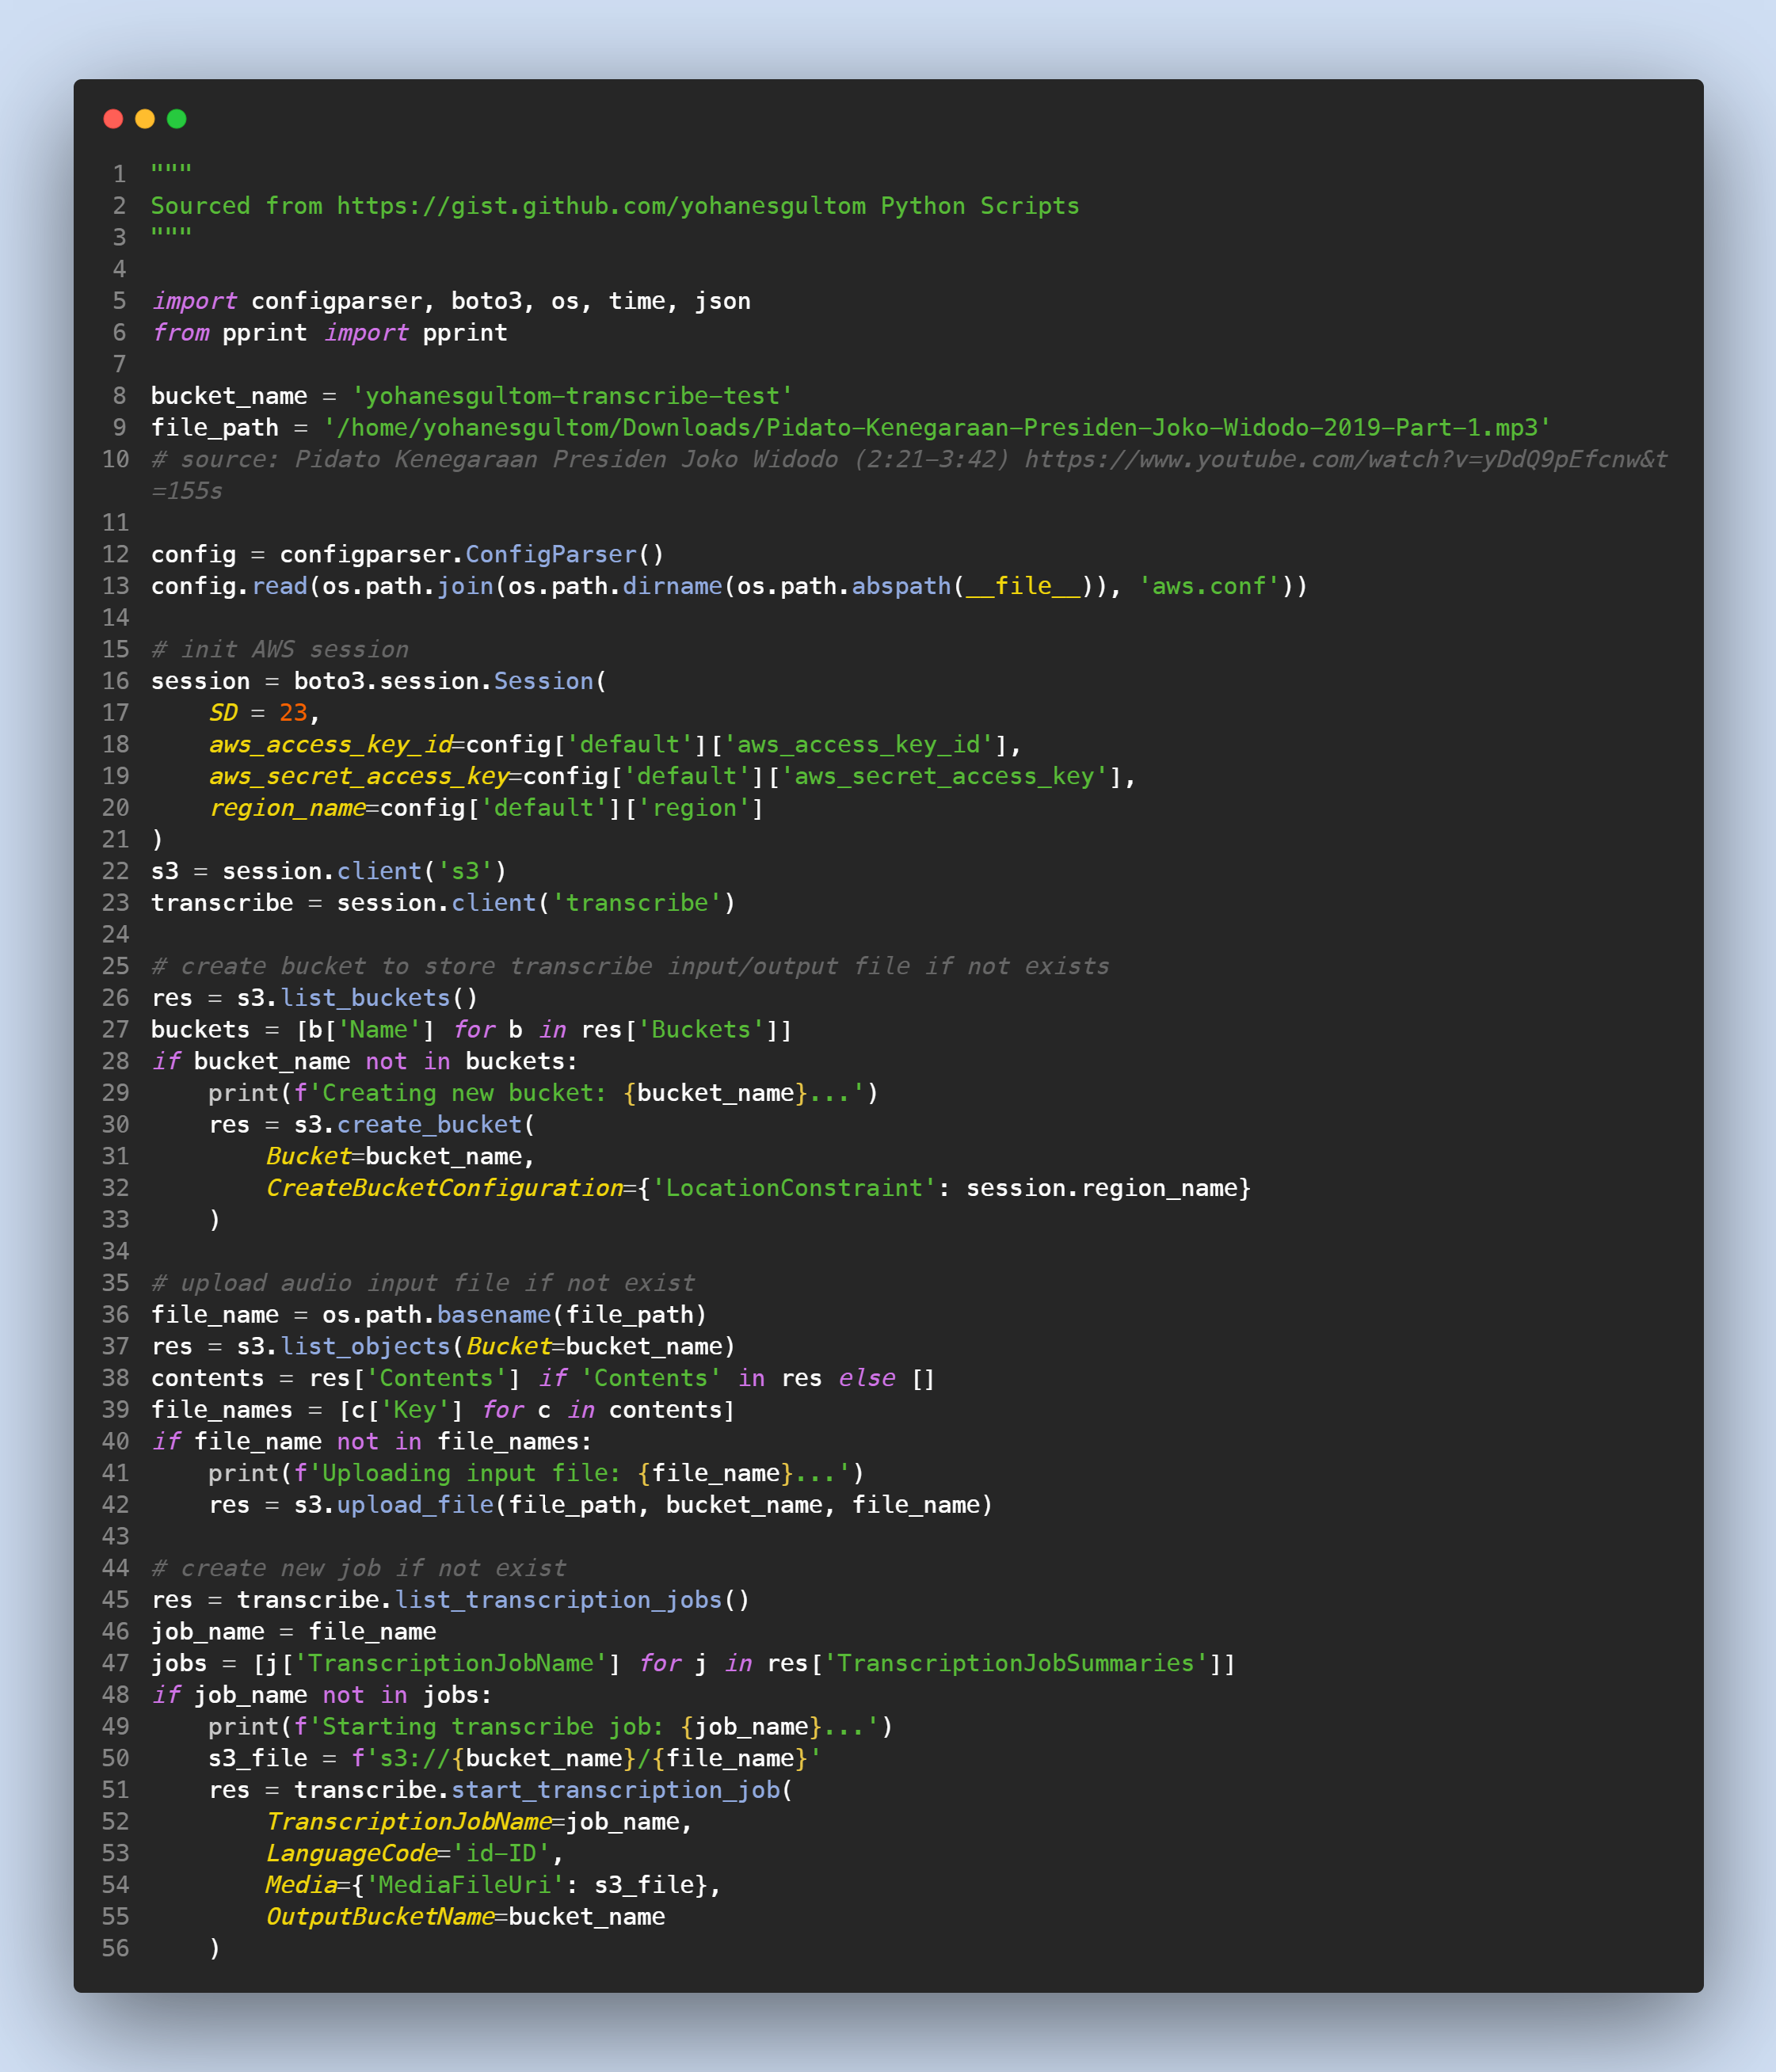 1 """
2 Sourced from https://gist.github.com/yohanesgultom Python Scripts
3 """
4
5 import configparser, boto3, os, time, json
6 from pprint import pprint
7
8 bucket_name = 'yohanesgultom-transcribe-test'
9 file_path = '/home/yohanesgultom/Downloads/Pidato-Kenegaraan-Presiden-Joko-Widodo-2019-Part-1.mp3'
10 # source: Pidato Kenegaraan Presiden Joko Widodo (2:21-3:42) https://www.youtube.com/watch?v=yDdQ9pEfcnw&t
=155s
11
12 config = configparser.ConfigParser()
13 config.read(os.path.join(os.path.dirname(os.path.abspath(__file__)), 'aws.conf'))
14
15 # init AWS session
16 session = boto3.session.Session(
17     SD = 23,
18     aws_access_key_id=config['default']['aws_access_key_id'],
19     aws_secret_access_key=config['default']['aws_secret_access_key'],
20     region_name=config['default']['region']
21 )
22 s3 = session.client('s3')
23 transcribe = session.client('transcribe')
24
25 # create bucket to store transcribe input/output file if not exists
26 res = s3.list_buckets()
27 buckets = [b['Name'] for b in res['Buckets']]
28 if bucket_name not in buckets:
29     print(f'Creating new bucket: {bucket_name}...')
30     res = s3.create_bucket(
31         Bucket=bucket_name,
32         CreateBucketConfiguration={'LocationConstraint': session.region_name}
33     )
34
35 # upload audio input file if not exist
36 file_name = os.path.basename(file_path)
37 res = s3.list_objects(Bucket=bucket_name)
38 contents = res['Contents'] if 'Contents' in res else []
39 file_names = [c['Key'] for c in contents]
40 if file_name not in file_names:
41     print(f'Uploading input file: {file_name}...')
42     res = s3.upload_file(file_path, bucket_name, file_name)
43
44 # create new job if not exist
45 res = transcribe.list_transcription_jobs()
46 job_name = file_name
47 jobs = [j['TranscriptionJobName'] for j in res['TranscriptionJobSummaries']]
48 if job_name not in jobs:
49     print(f'Starting transcribe job: {job_name}...')
50     s3_file = f's3://{bucket_name}/{file_name}'
51     res = transcribe.start_transcription_job(
52         TranscriptionJobName=job_name,
53         LanguageCode='id-ID',
54         Media={'MediaFileUri': s3_file},
55         OutputBucketName=bucket_name
56     )